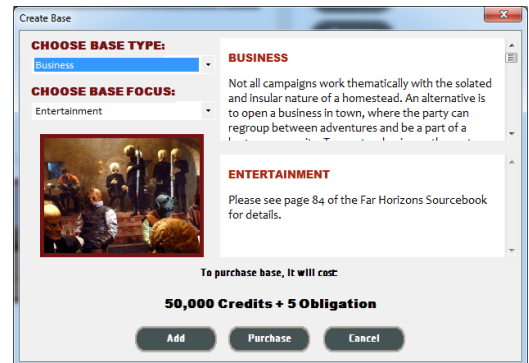 Create Base
CHOOSE BASE TYPE:
Business
CHOOSE BASE FOCUS:
Entertainment
BUSINESS
Not all campaigns work thematically with the solated
and insular nature of a homestead. An alternative is
to open a business in town, where the party can
regroup between adventures and be a part of a
ENTERTAINMENT
Please see page 84 of the Far Horizons Sourcebook
for details.
To purchase base, it will cost:
50,000 Credits + 5 Obligation
Add
Purchase
Cancel